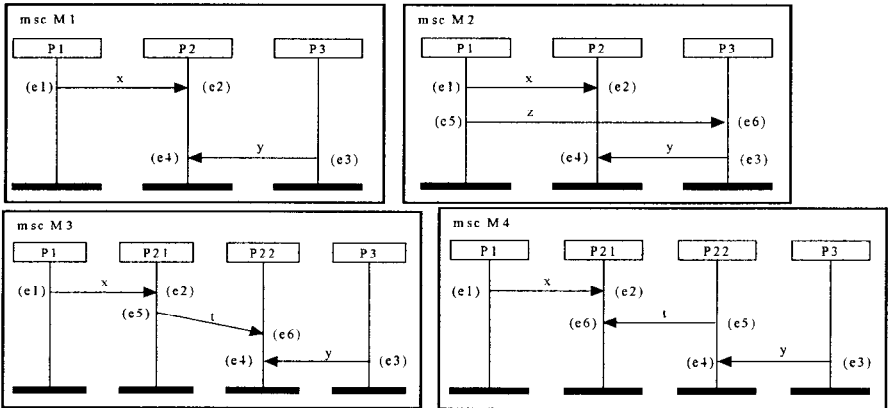 msc M1
P1 P2 P3
x
(e1) (e2)
y
(e4) (e3)
msc M2
P1 P2 P3
x
(e1) (e2)
z
(e5) (e6)
y
(e4) (e3)
msc M3
P1 P21 P22 P3
x
(e1) (e2)
(e5) t (e6)
y
(e4) (e3)
msc M4
P1 P21 P22 P3
x
(e1) (e2)
t
(e6) (e5)
y
(e4) (e3)